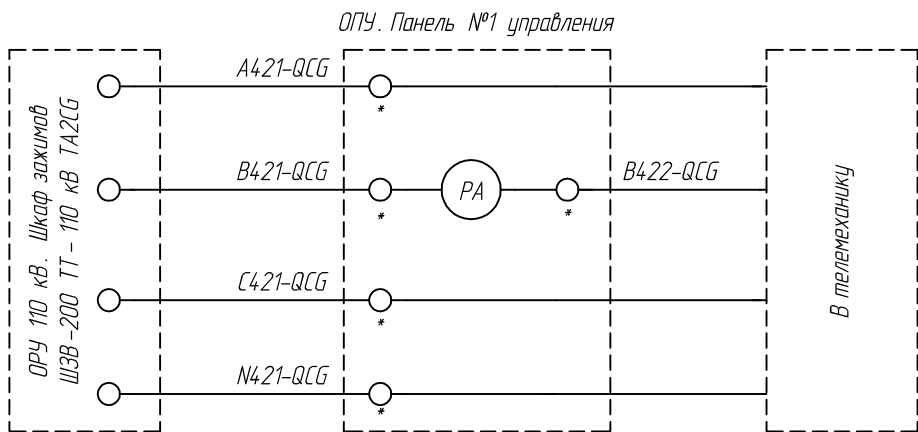 ОПУ. Панель №1 управления
ОРУ 110 кВ. Шкаф зажимов
ШЗВ-200 ТТ- 110 кВ ТА2CG
A421-QCG
*
B421-QCG
*
PA
*
B422-QCG
C421-QCG
*
N421-QCG
*
В телемеханику